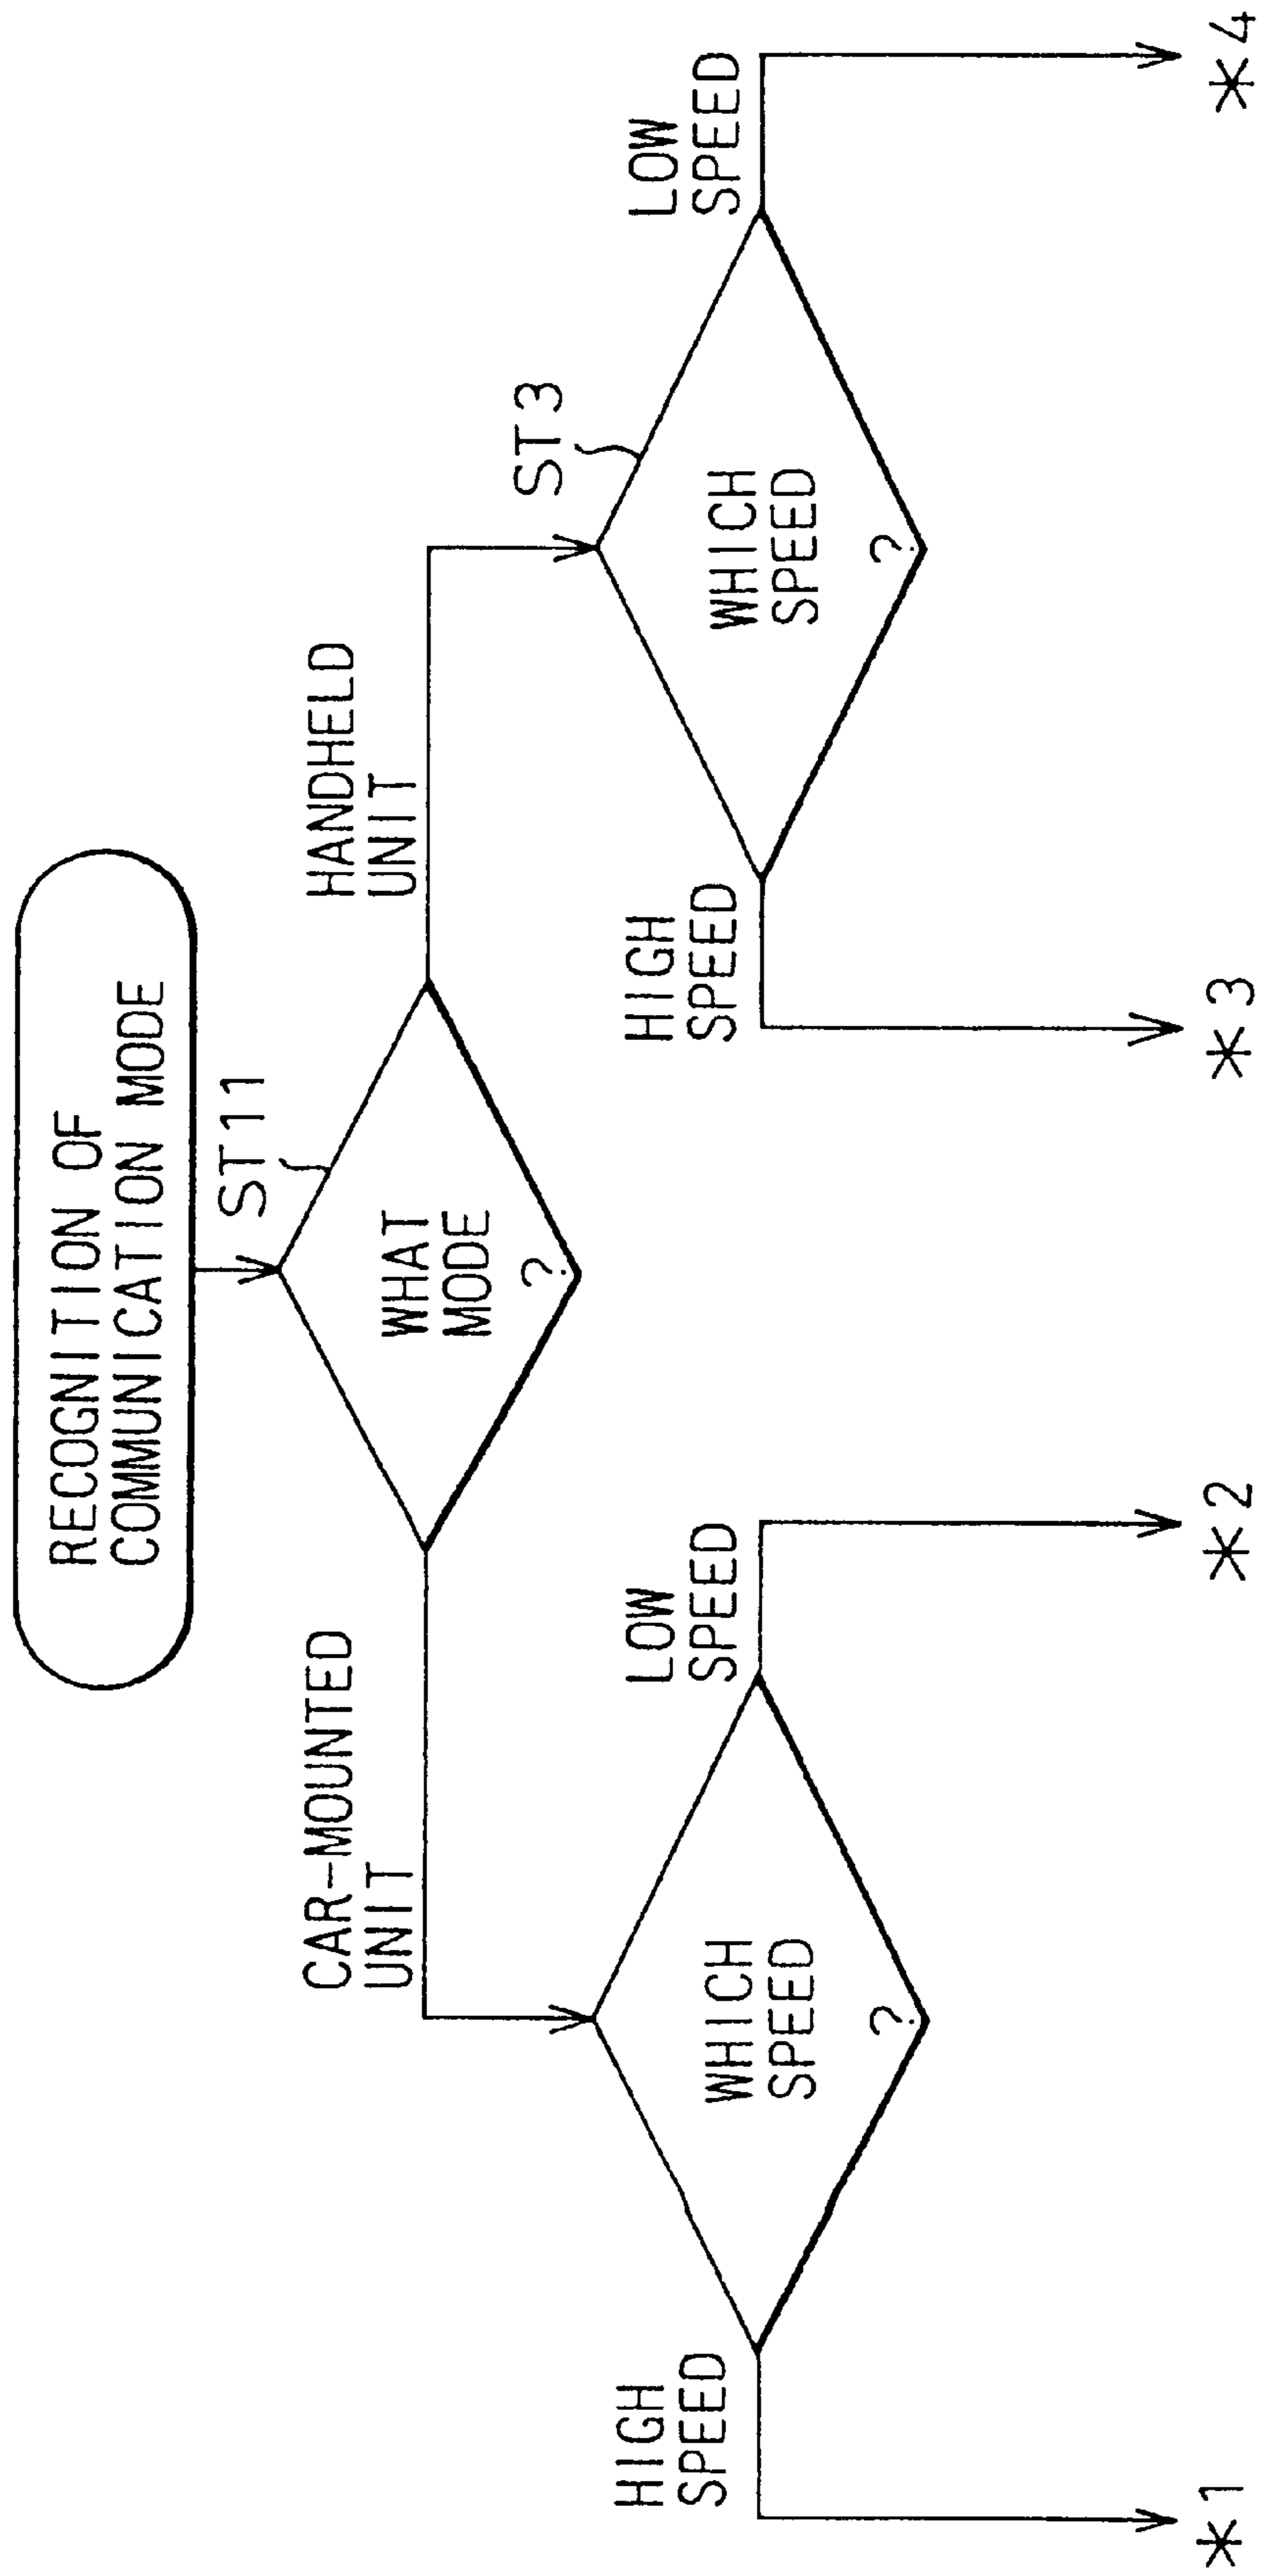 RECOGNITION OF
COMMUNICATION MODE
ST11
WHAT
MODE
?
CAR-MOUNTED
UNIT
HANDHELD
UNIT
ST3
HIGH
SPEED
WHICH
SPEED
?
LOW
SPEED
HIGH
SPEED
WHICH
SPEED
?
LOW
SPEED
*1
*2
*3
*4